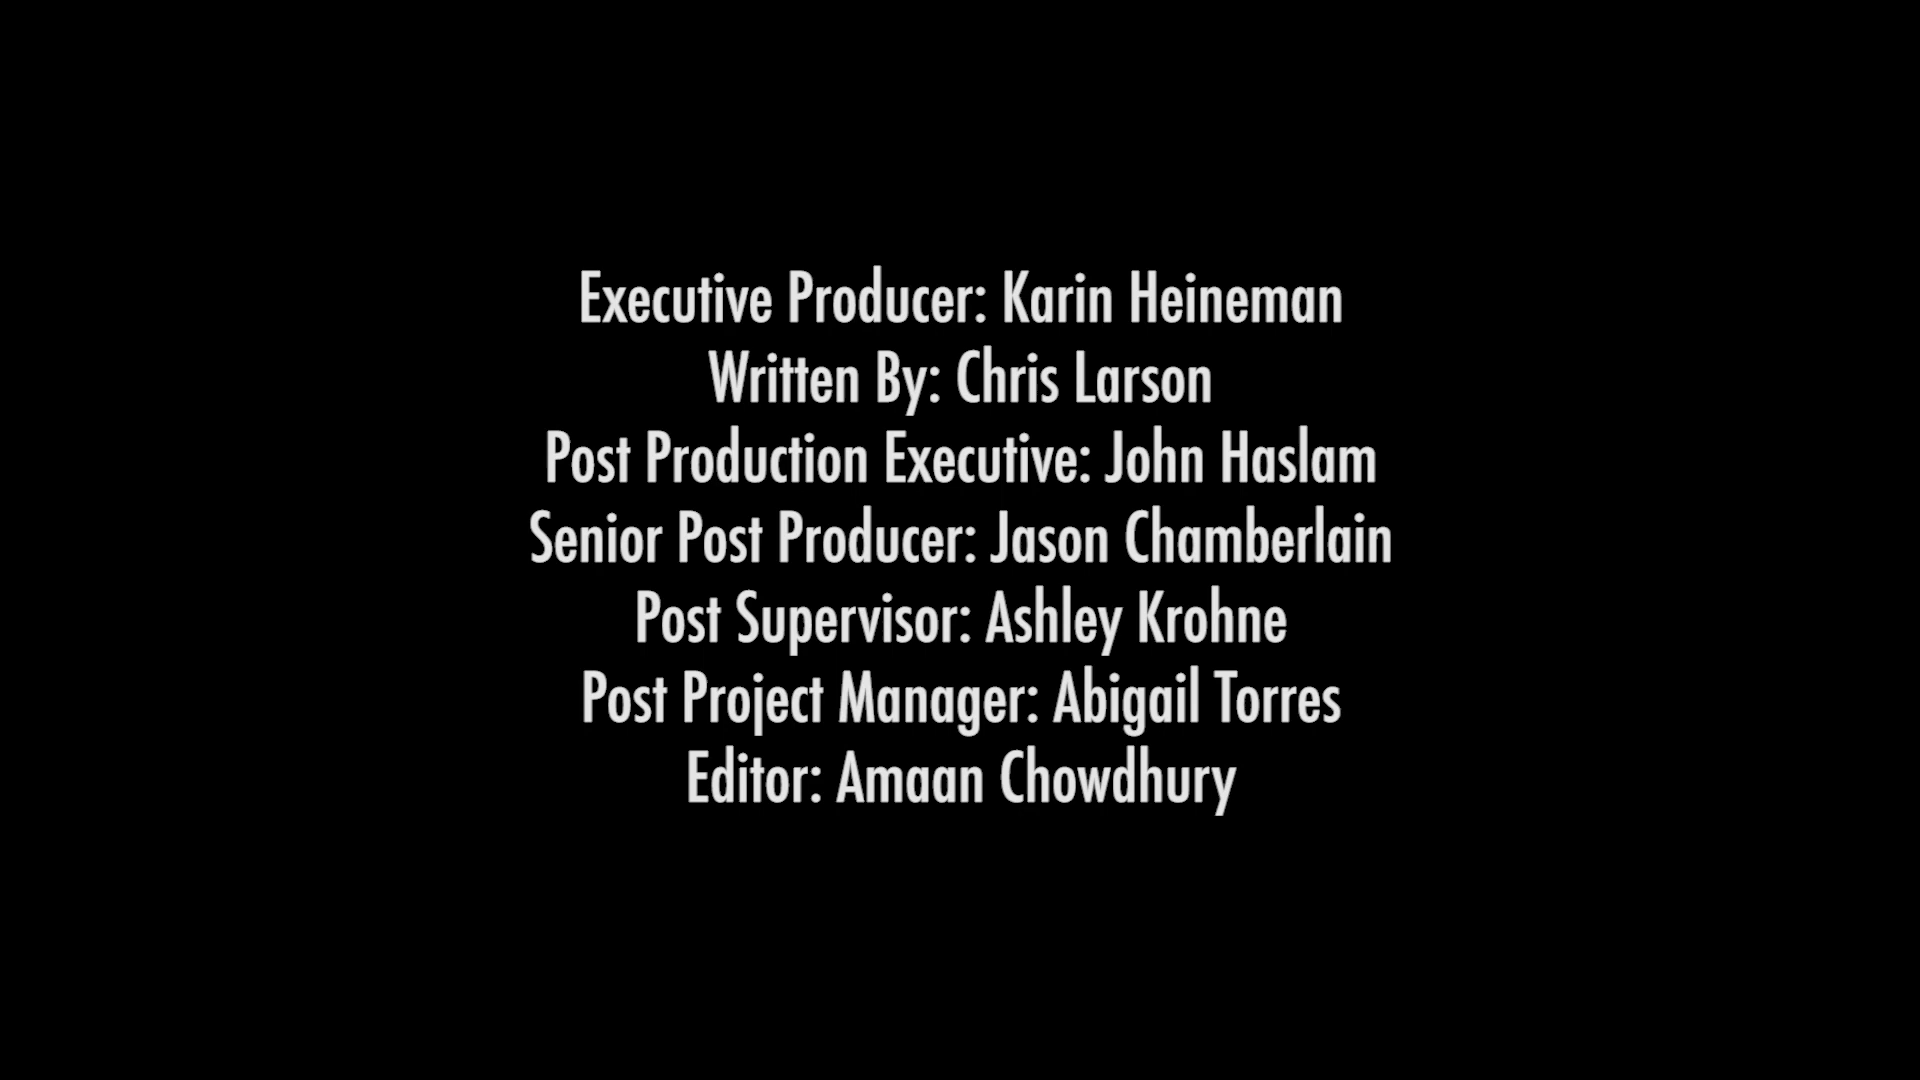 Executive Producer: Karin Heineman
Written By: Chris Larson
Post Production Executive: John Haslam
Senior Post Producer: Jason Chamberlain
Post Supervisor: Ashley Krohne
Post Project Manager: Abigail Torres
Editor: Amaan Chowdhury